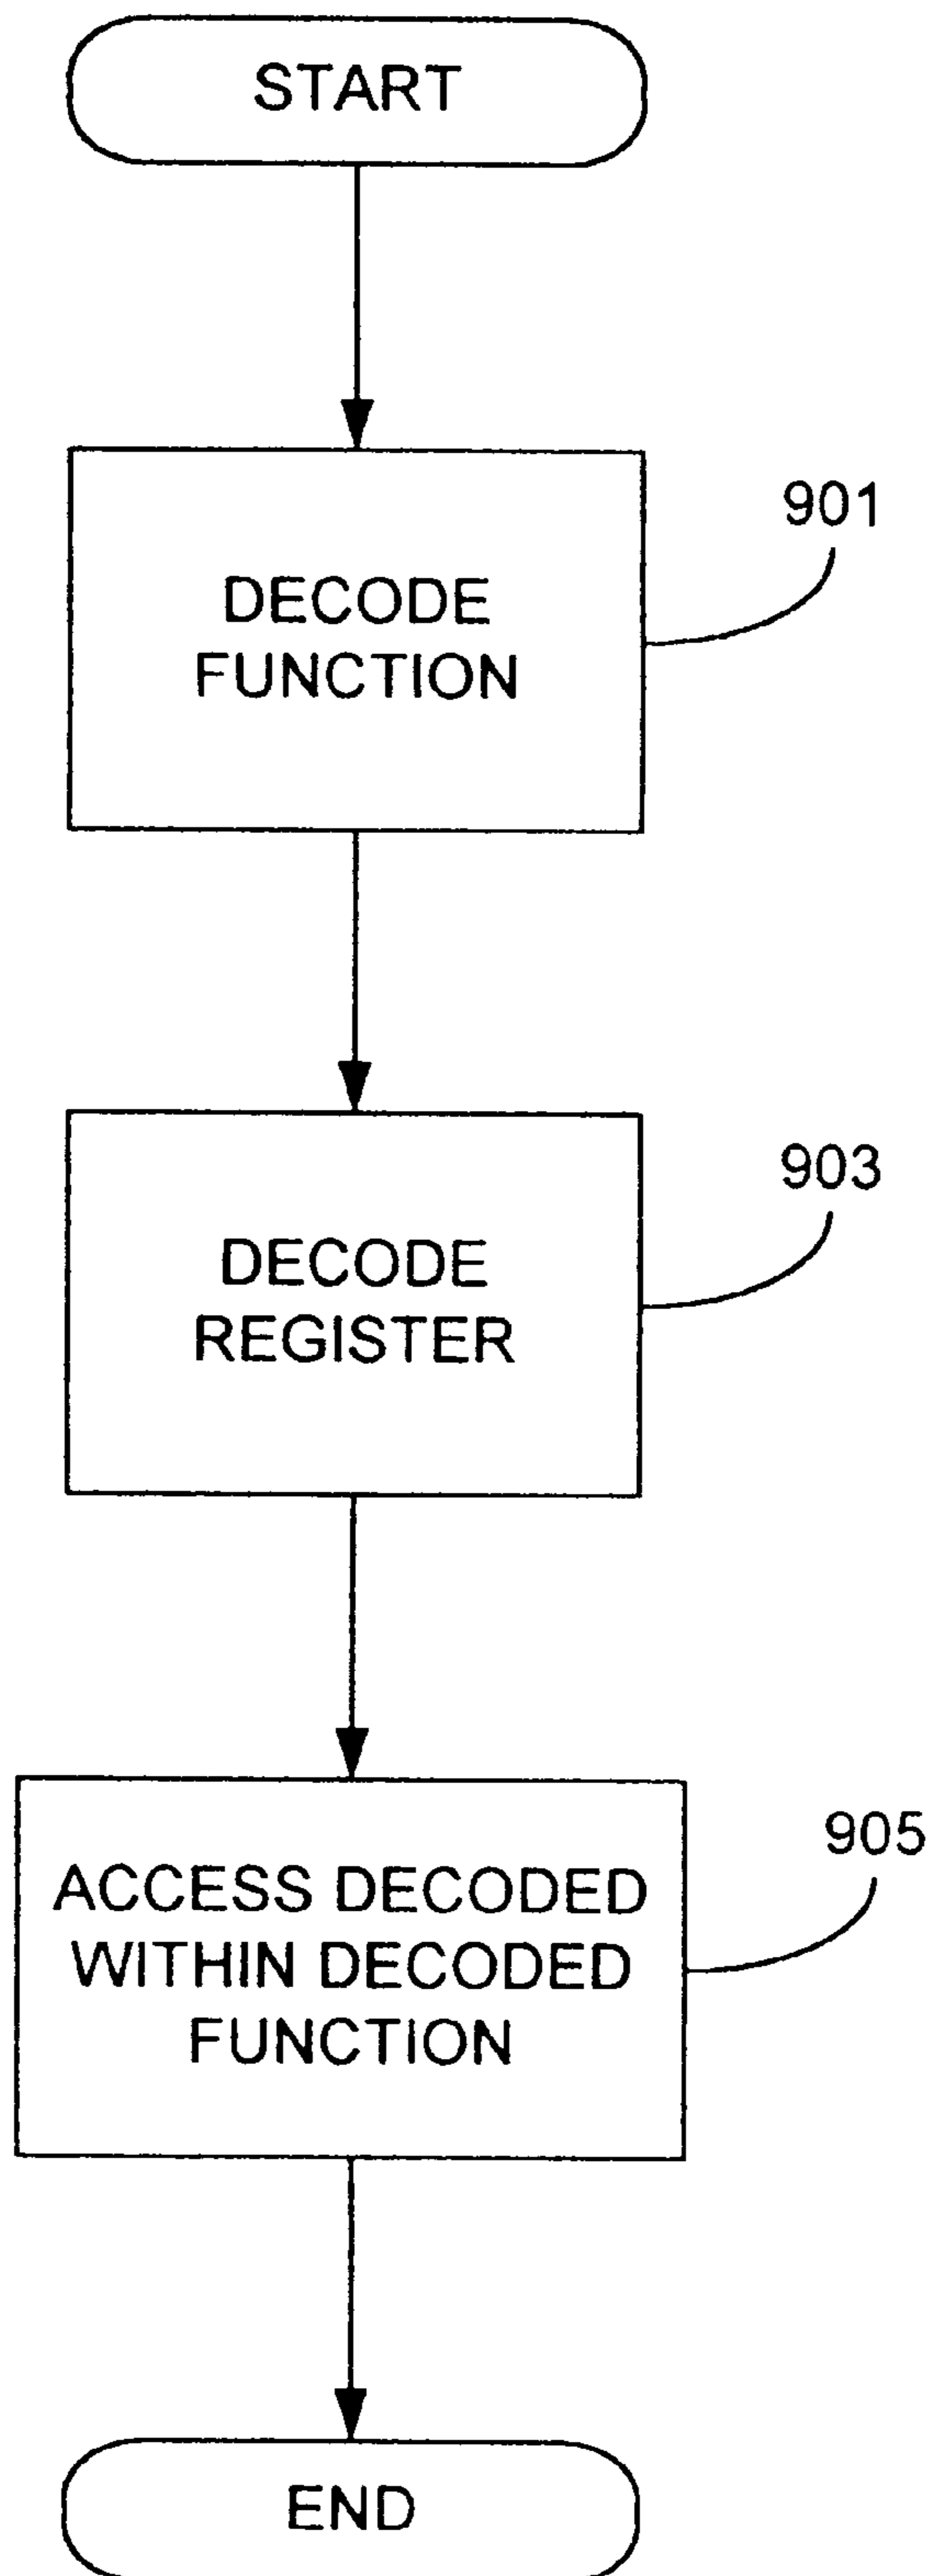 START
901
DECODE
FUNCTION
903
DECODE
REGISTER
905
ACCESS DECODED
WITHIN DECODED
FUNCTION
END